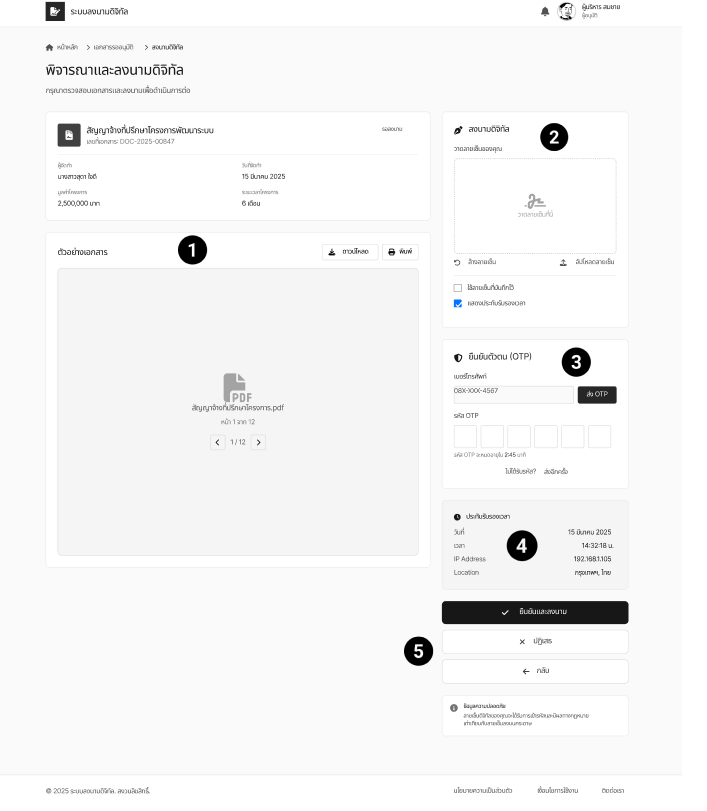 ระบบลงนามดิจิทัล
ผู้บริหาร สมชาย
ผู้อนุมัติ
หน้าหลัก > เอกสารรออนุมัติ > ลงนามดิจิทัล
พิจารณาและลงนามดิจิทัล
กรุณาตรวจสอบเอกสารและลงนามเพื่อดำเนินการต่อ
สัญญาจ้างที่ปรึกษาโครงการพัฒนาระบบ
เลขที่เอกสาร: DOC-2025-00847
รอลงนาม
ผู้จัดทำ
วันที่จัดทำ
นางสาวสุดา ใจดี
15 มีนาคม 2025
มูลค่าโครงการ
ระยะเวลาโครงการ
2,500,000 บาท
6 เดือน
ตัวอย่างเอกสาร
1
ดาวน์โหลด
พิมพ์
PDF
สัญญาจ้างที่ปรึกษาโครงการ.pdf
หน้า 1 จาก 12
1 / 12
ลงนามดิจิทัล
2
วาดลายเซ็นของคุณ
วาดลายเซ็นที่นี่
ล้างลายเซ็น
อัปโหลดลายเซ็น
ใช้ลายเซ็นที่บันทึกไว้
แสดงประทับรับรองเวลา
ยืนยันตัวตน (OTP)
3
เบอร์โทรศัพท์
08X-XXX-4567
ส่ง OTP
รหัส OTP
รหัส OTP จะหมดอายุใน 2:45 นาที
ไม่ได้รับรหัส? ส่งอีกครั้ง
ประทับรับรองเวลา
วันที่ 15 มีนาคม 2025
เวลา 14:32:18 น.
4
IP Address 192.168.1.105
Location กรุงเทพฯ, ไทย
ยืนยันและลงนาม
ปฏิเสธ
5
กลับ
ข้อมูลความปลอดภัย
ลายเซ็นดิจิทัลของคุณจะได้รับการเข้ารหัสและมีผลทางกฎหมาย
เท่าเทียมกับลายเซ็นลงบนกระดาษ
© 2025 ระบบลงนามดิจิทัล. สงวนลิขสิทธิ์.
นโยบายความเป็นส่วนตัว
เงื่อนไขการใช้งาน
ติดต่อเรา